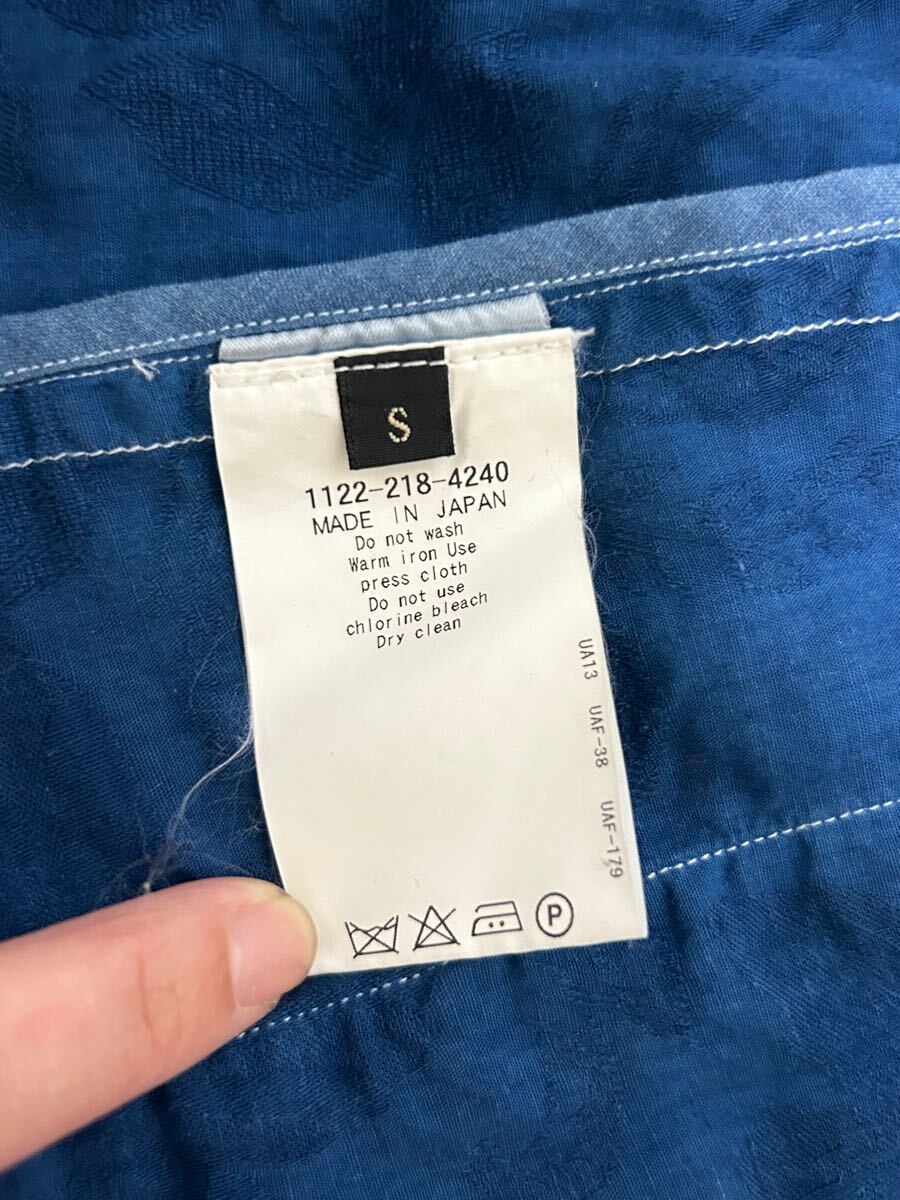 S
1122-218-4240
MADE IN JAPAN
Do not wash
Warm iron Use
press cloth
Do not use
chlorine bleach
Dry clean
UA13 UAF-38 UAF-179
P